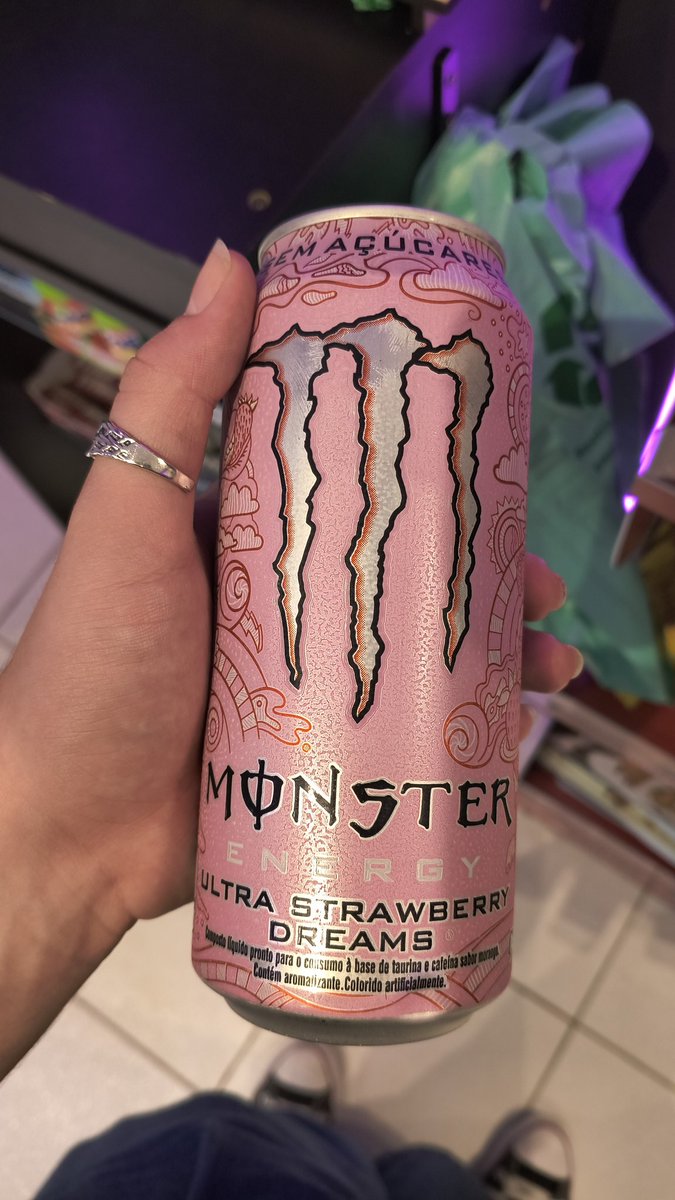 SEM AÇÚCARES
MONSTER
ENERGY
ULTRA STRAWBERRY
DREAMS ®
Composto líquido pronto para o consumo à base de taurina e cafeína sabor morango.
Contém aromatizante. Colorido artificialmente.